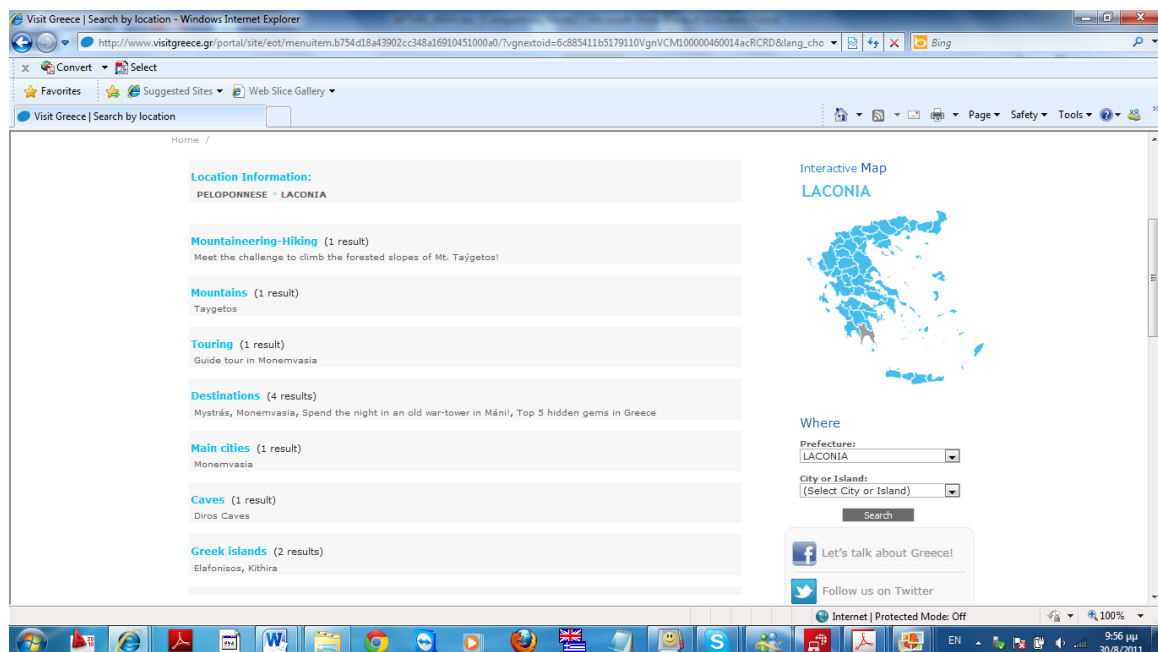 Visit Greece | Search by location - Windows Internet Explorer
http://www.visitgreece.gr/portal/site/eot/menuitem.b754d18a43902cc348a16910451000a0/?vgnextoid=6c885411b5179110VgnVCM100000460014acRCRD&lang_cho
Bing
x Convert Select
Favorites Suggested Sites Web Slice Gallery
Visit Greece | Search by location
Page Safety Tools
Home /
Location Information:
PELOPONNESE LACONIA
Mountaineering-Hiking (1 result)
Meet the challenge to climb the forested slopes of Mt. Taýgetos!
Mountains (1 result)
Taygetos
Touring (1 result)
Guide tour in Monemvasia
Destinations (4 results)
Mystrás, Monemvasia, Spend the night in an old war-tower in Máni!, Top 5 hidden gems in Greece
Main cities (1 result)
Monemvasia
Caves (1 result)
Diros Caves
Greek islands (2 results)
Elafonisos, Kithira
Interactive Map
LACONIA
Where
Prefecture:
LACONIA
City or Island:
(Select City or Island)
Search
Let's talk about Greece!
Follow us on Twitter
Internet | Protected Mode: Off
100%
EN
9:56 μμ
30/8/2011